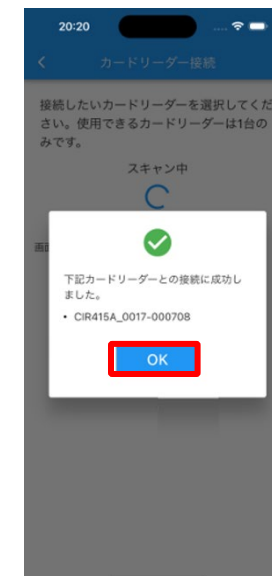 20:20
カードリーダー接続
接続したいカードリーダーを選択してくだ
さい。使用できるカードリーダーは1台の
みです。
スキャン中
画
下記カードリーダーとの接続に成功し
ました。
• CIR415A_0017-000708
OK